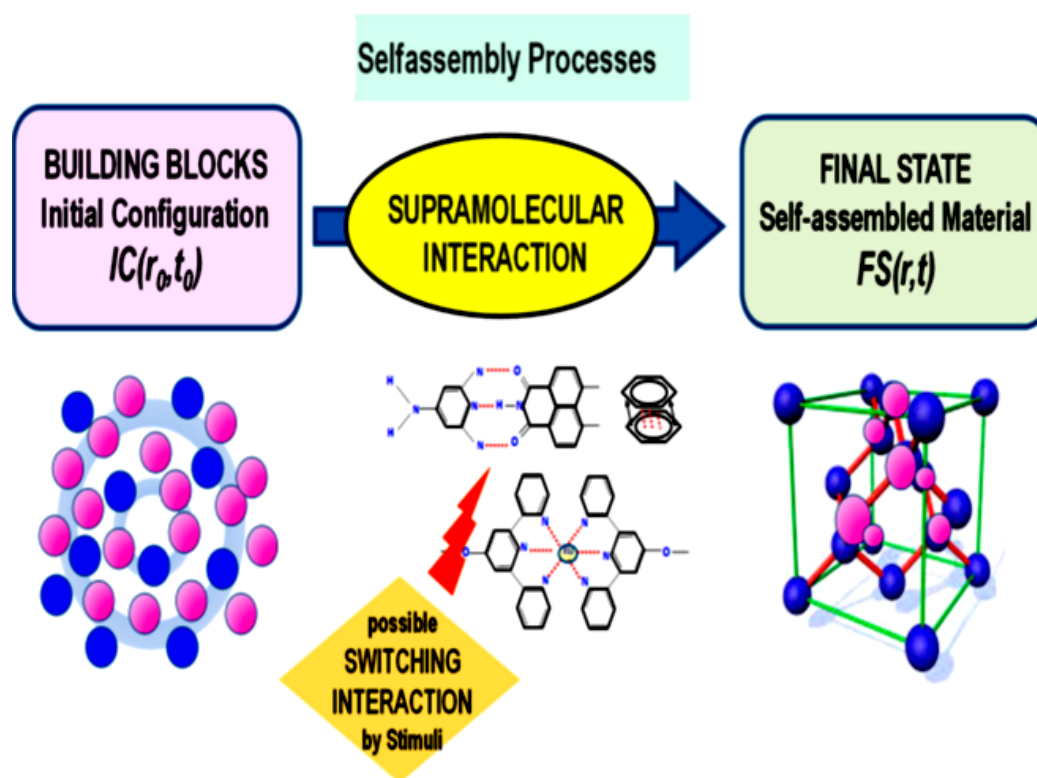 Selfassembly Processes
BUILDING BLOCKS
Initial Configuration
IC(r₀,t₀)
SUPRAMOLECULAR
INTERACTION
FINAL STATE
Self-assembled Material
FS(r,t)
H
N
H
N
N
N
O
H
N
O
N
N
O
N
N
N
N
O
N
N
possible
SWITCHING
INTERACTION
by Stimuli